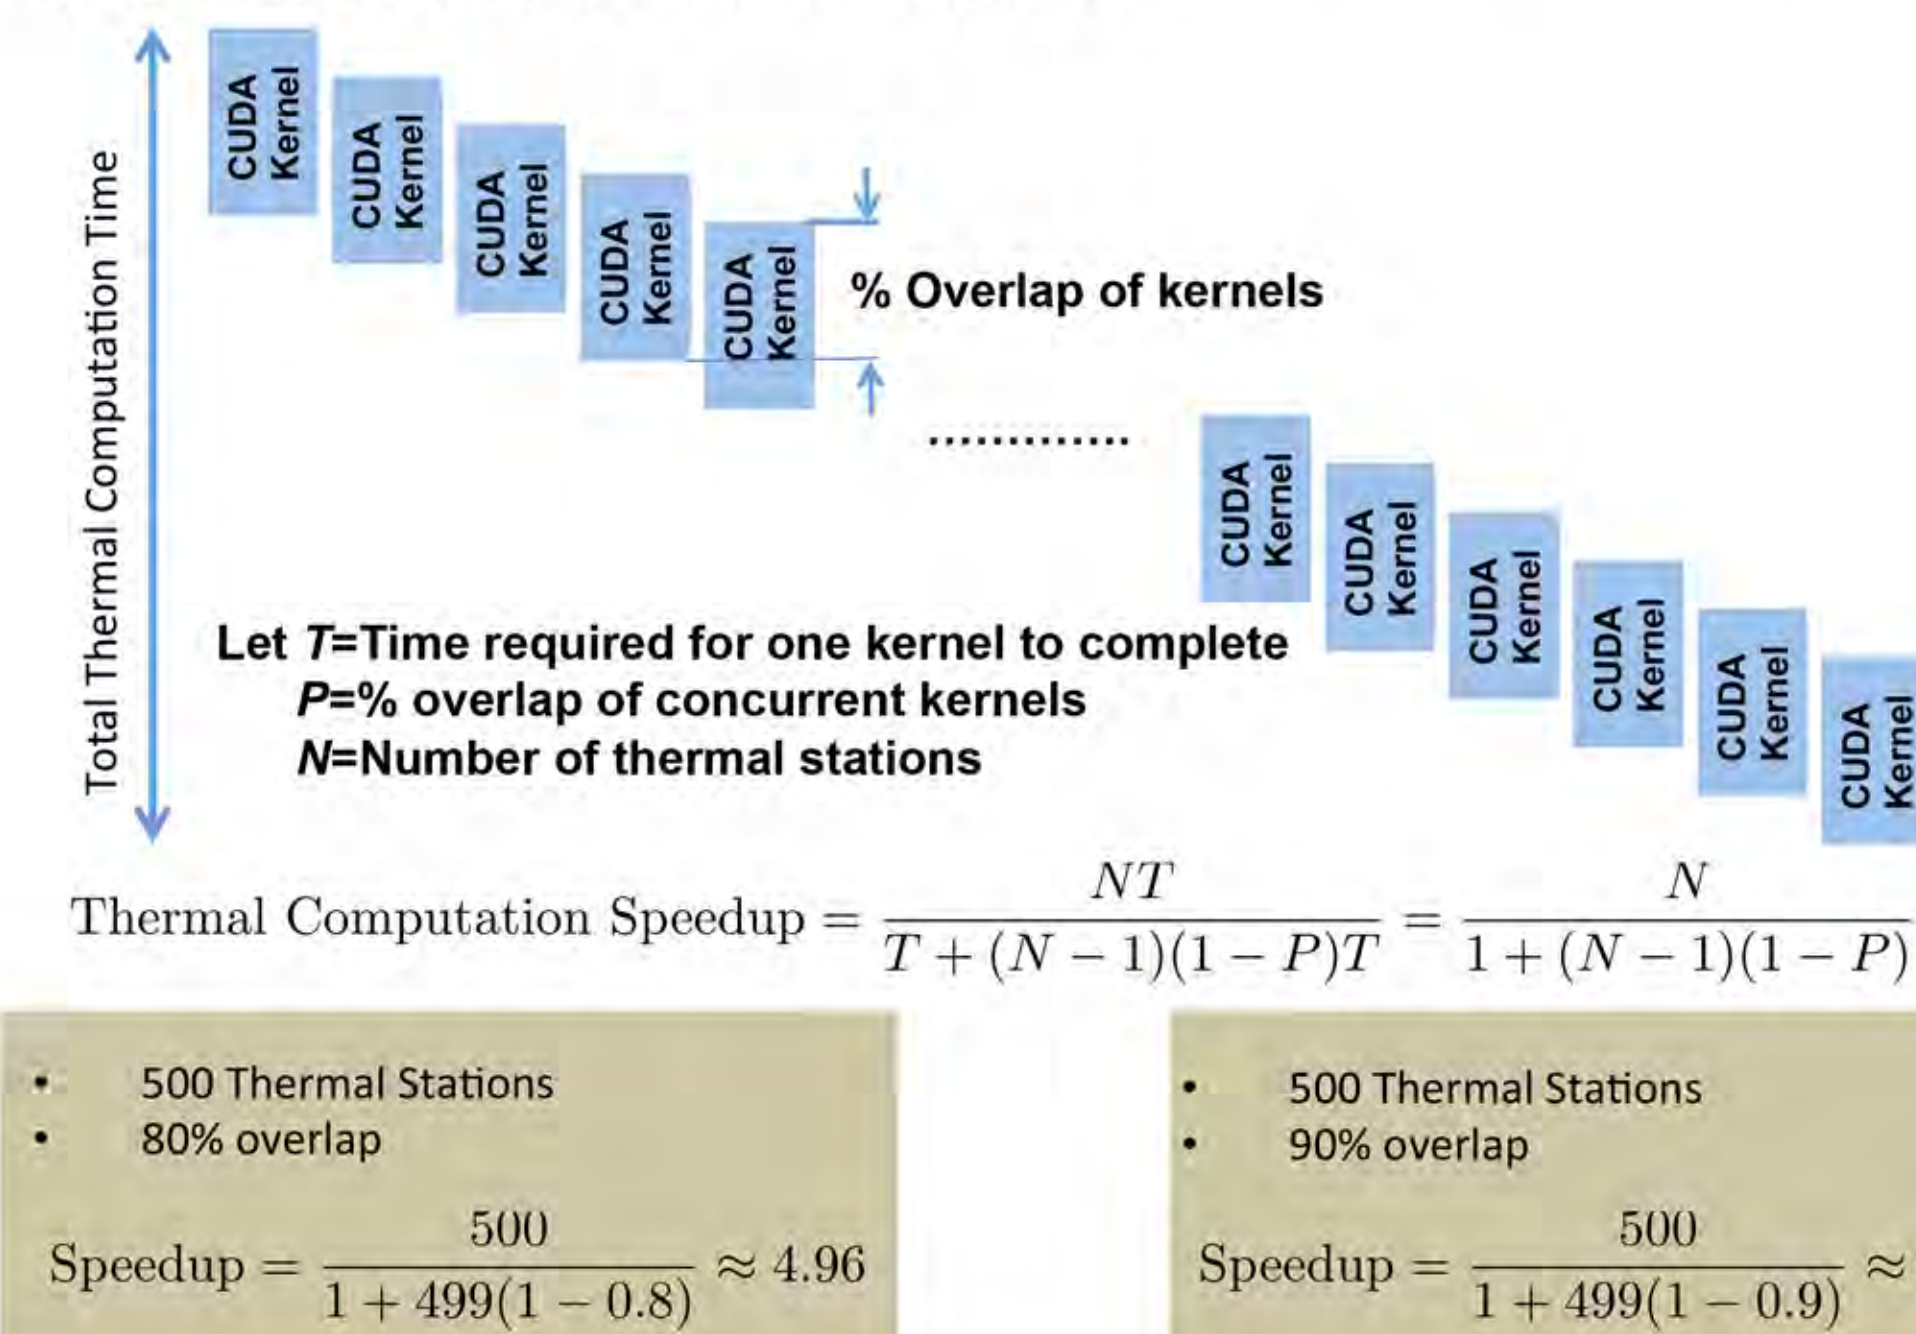 Total Thermal Computation Time
CUDA
Kernel
CUDA
Kernel
CUDA
Kernel
CUDA
Kernel
CUDA
Kernel
% Overlap of kernels
.............
CUDA
Kernel
CUDA
Kernel
CUDA
Kernel
CUDA
Kernel
CUDA
Kernel
CUDA
Kernel
Let T=Time required for one kernel to complete
P=% overlap of concurrent kernels
N=Number of thermal stations
Thermal Computation Speedup = NT / (T + (N − 1)(1 − P)T) = N / (1 + (N − 1)(1 − P))
• 500 Thermal Stations
• 80% overlap
Speedup = 500 / (1 + 499(1 − 0.8)) ≈ 4.96
• 500 Thermal Stations
• 90% overlap
Speedup = 500 / (1 + 499(1 − 0.9)) ≈